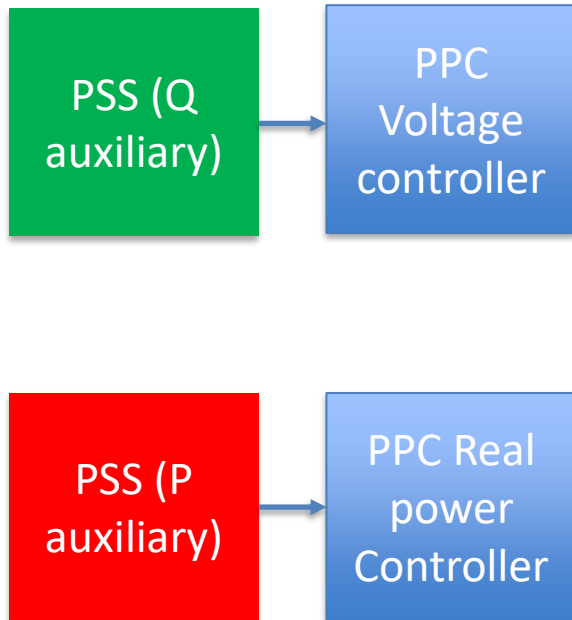 PSS (Q
auxiliary)
PPC
Voltage
controller
PSS (P
auxiliary)
PPC Real
power
Controller